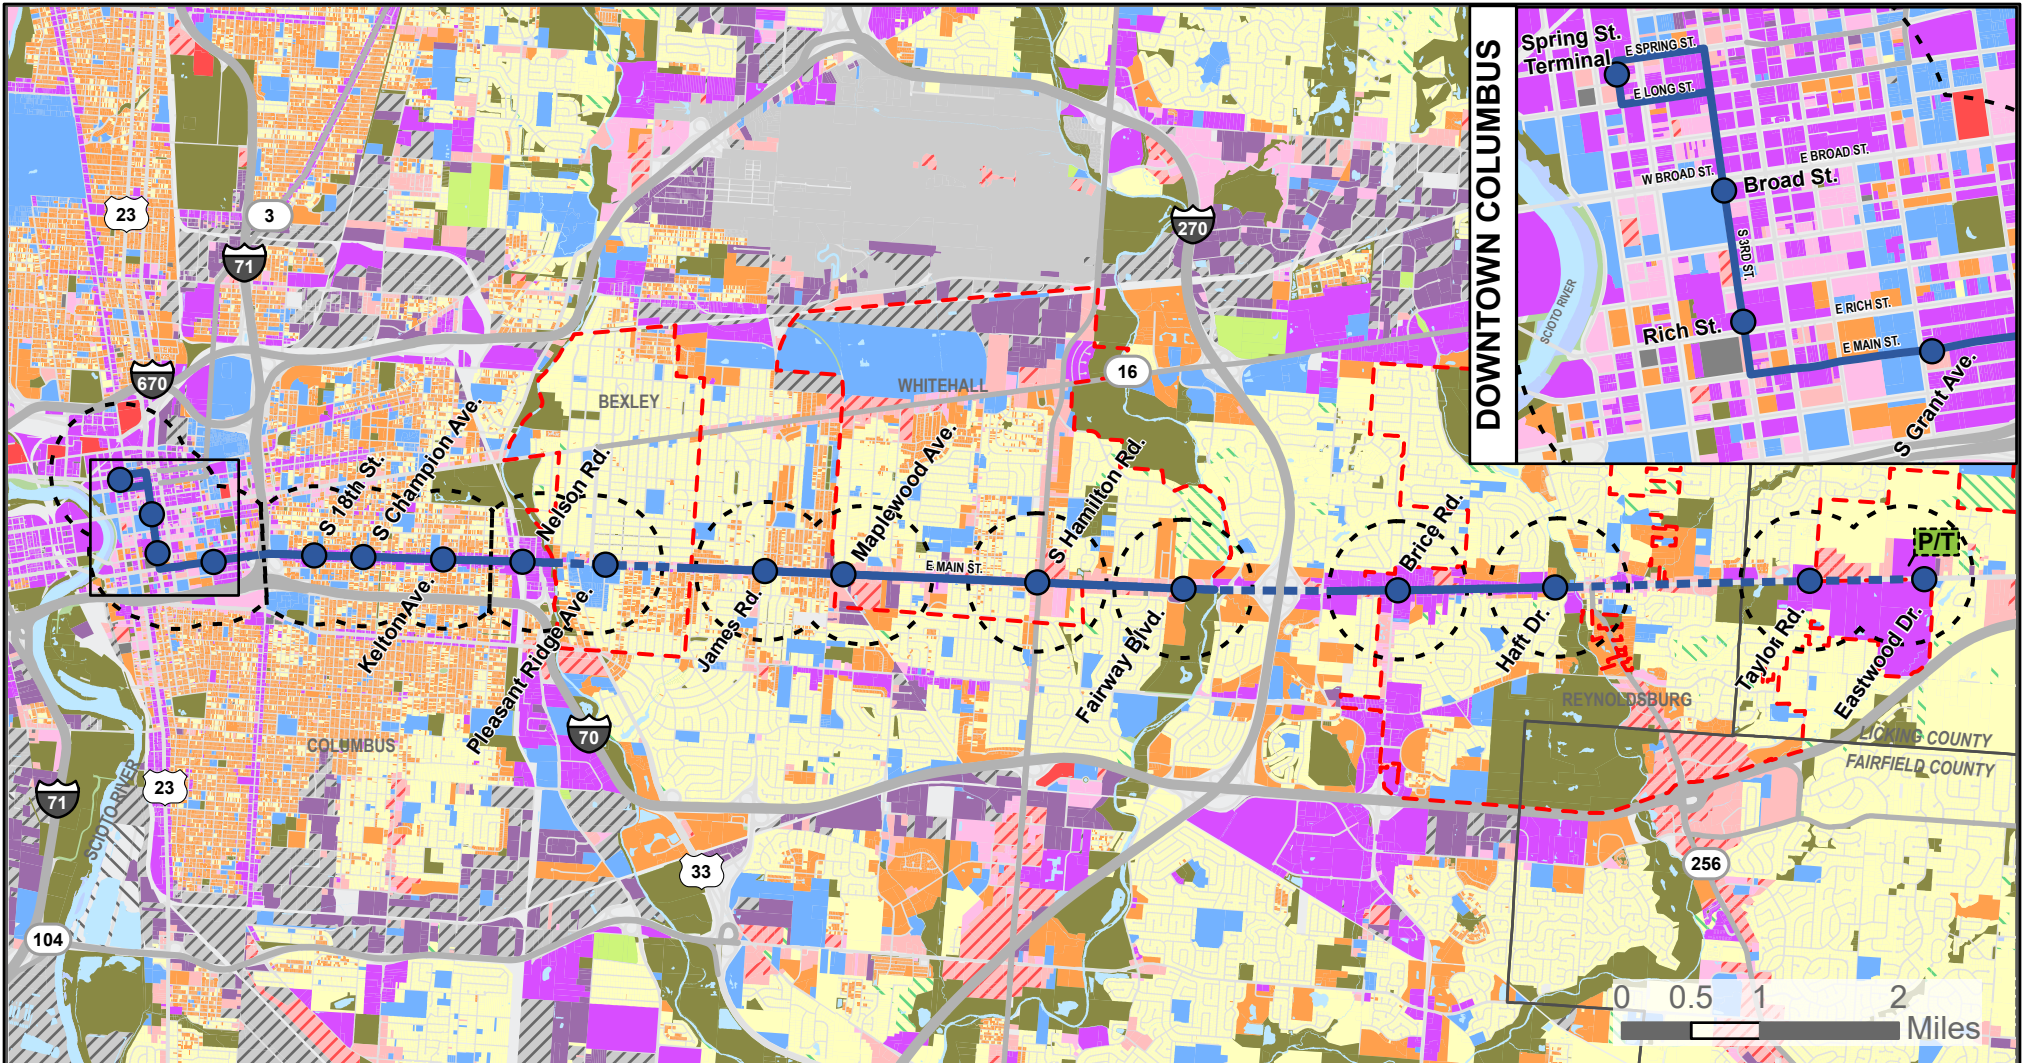 DOWNTOWN COLUMBUS
Spring St.
Terminal
E SPRING ST.
E LONG ST.
E BROAD ST.
W BROAD ST.
Broad St.
S 3RD ST.
SCIOTO RIVER
E RICH ST.
Rich St.
E MAIN ST.
S Grant Ave.
23
3
71
270
670
16
BEXLEY
WHITEHALL
S 18th St.
S Champion Ave.
Nelson Rd.
Maplewood Ave.
S Hamilton Rd.
Brice Rd.
P/T
E MAIN ST.
Kelton Ave.
Pleasant Ridge Ave.
James Rd.
Fairway Blvd.
Haft Dr.
Taylor Rd.
Eastwood Dr.
REYNOLDSBURG
COLUMBUS
70
LICKING COUNTY
FAIRFIELD COUNTY
71
23
SCIOTO RIVER
33
256
104
0 0.5 1 2
Miles